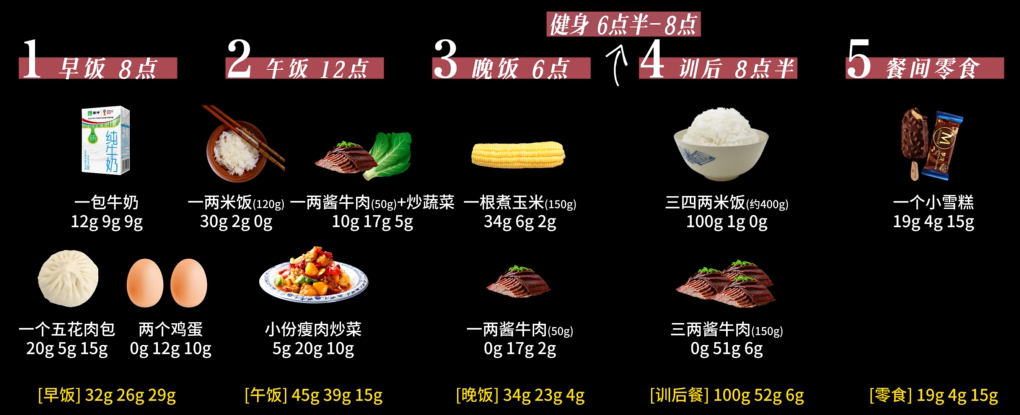 健身 6点半-8点
1 早饭 8点
2 午饭 12点
3 晚饭 6点
4 训后 8点半
5 餐间零食
纯牛奶
一包牛奶
12g 9g 9g
一个五花肉包
20g 5g 15g
两个鸡蛋
0g 12g 10g
[早饭] 32g 26g 29g
一两米饭(120g)
30g 2g 0g
一两酱牛肉(50g)+炒蔬菜
10g 17g 5g
小份瘦肉炒菜
5g 20g 10g
[午饭] 45g 39g 15g
一根煮玉米(150g)
34g 6g 2g
一两酱牛肉(50g)
0g 17g 2g
[晚饭] 34g 23g 4g
三四两米饭(约400g)
100g 1g 0g
三两酱牛肉(150g)
0g 51g 6g
[训后餐] 100g 52g 6g
M
一个小雪糕
19g 4g 15g
[零食] 19g 4g 15g